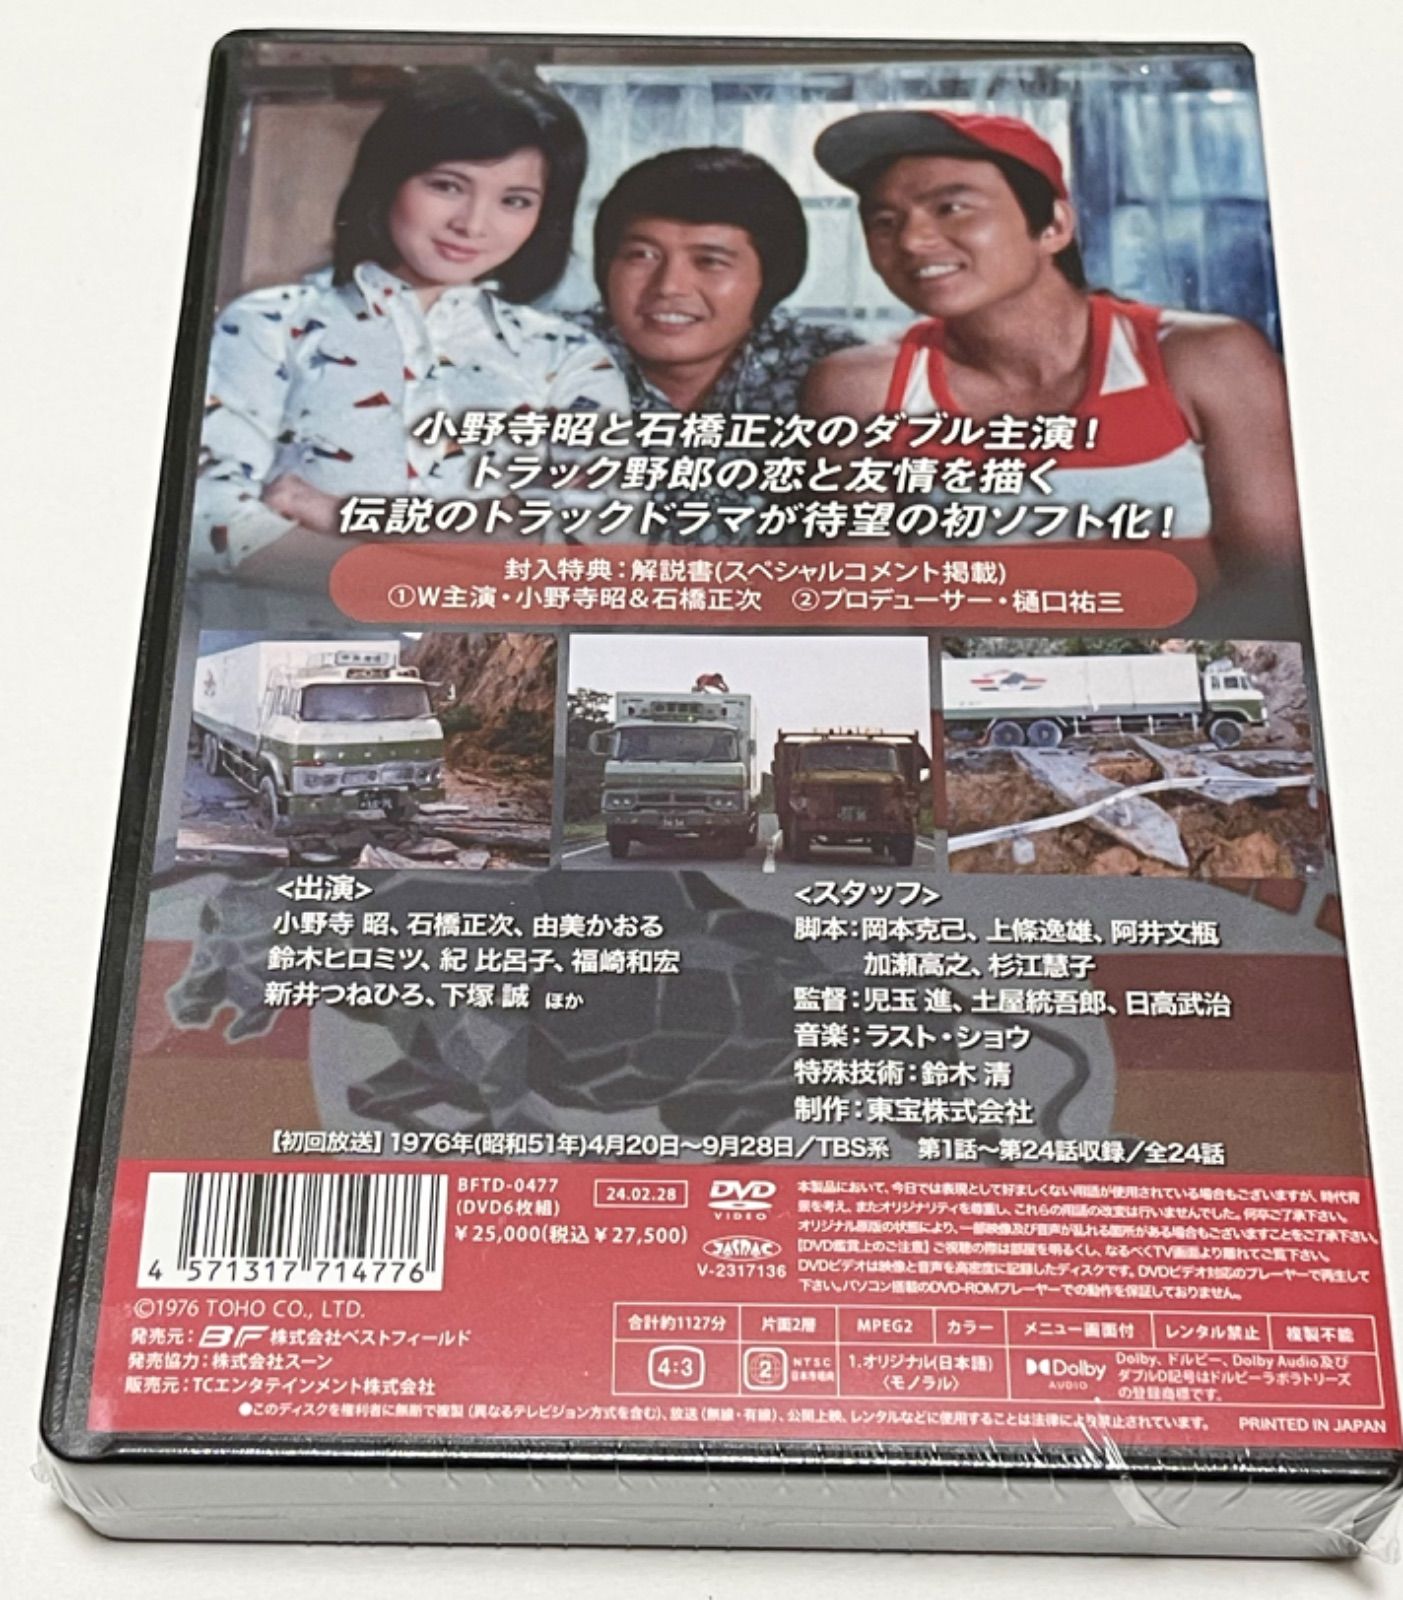 小野寺昭と石橋正次のダブル主演!
トラック野郎の恋と友情を描く
伝説のトラックドラマが待望の初ソフト化!
封入特典：解説書(スペシャルコメント掲載)
①W主演・小野寺昭&石橋正次　②プロデューサー・樋口祐三
<出演>
小野寺 昭、石橋正次、由美かおる
鈴木ヒロミツ、紀 比呂子、福崎和宏
新井つねひろ、下塚 誠　ほか
<スタッフ>
脚本：岡本克己、上條逸雄、阿井文瓶
加瀬高之、杉江慧子
監督：児玉 進、土屋統吾郎、日高武治
音楽：ラスト・ショウ
特殊技術：鈴木 清
制作：東宝株式会社
【初回放送】1976年(昭和51年)4月20日～9月28日／TBS系　第1話～第24話収録／全24話
4 571317 714776
BFTD-0477
(DVD6枚組)
24.02.28
￥25,000(税込￥27,500)
DVD
VIDEO
JASRAC
V-2317136
本製品において、今日では表現として好ましくない用語が使用されている場合もございますが、時代背
景を考え、またオリジナリティを尊重し、これらの用語の改変は行いませんでした。何卒ご了承下さい。
オリジナル原版の状態により、一部映像及び音声が乱れる箇所がある場合もございますことをご了承下さい。
【DVD鑑賞上のご注意】ご視聴の際は部屋を明るくし、なるべくTV画面より離れてご覧下さい。
DVDビデオは映像と音声を高密度に記録したディスクです。DVDビデオ対応のプレーヤーで再生して
下さい。パソコン搭載のDVD-ROMプレーヤーでの動作を保証しておりません。
©1976 TOHO CO., LTD.
発売元：BF 株式会社ベストフィールド
発売協力：株式会社スーン
販売元：TCエンタテインメント株式会社
合計約1127分
片面2層
MPEG2
カラー
メニュー画面付
レンタル禁止
複製不能
4:3
2
NTSC
日本市場向
1.オリジナル(日本語)
〈モノラル〉
Dolby
AUDIO
Dolby、ドルビー、Dolby Audio及び
ダブルD記号はドルビーラボラトリーズ
の登録商標です。
●このディスクを権利者に無断で複製（異なるテレビジョン方式を含む）、放送（無線・有線）、公開上映、レンタルなどに使用することは法律により禁止されています。
PRINTED IN JAPAN